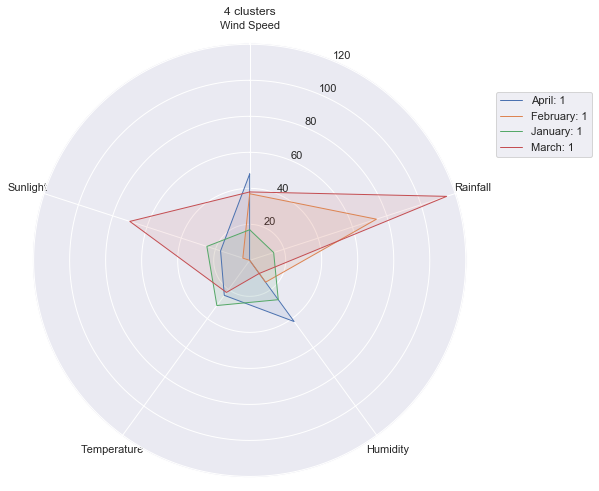 4 clusters
Wind Speed
120
100
80
60
40
20
April: 1
February: 1
January: 1
March: 1
Sunlight
Rainfall
Temperature
Humidity